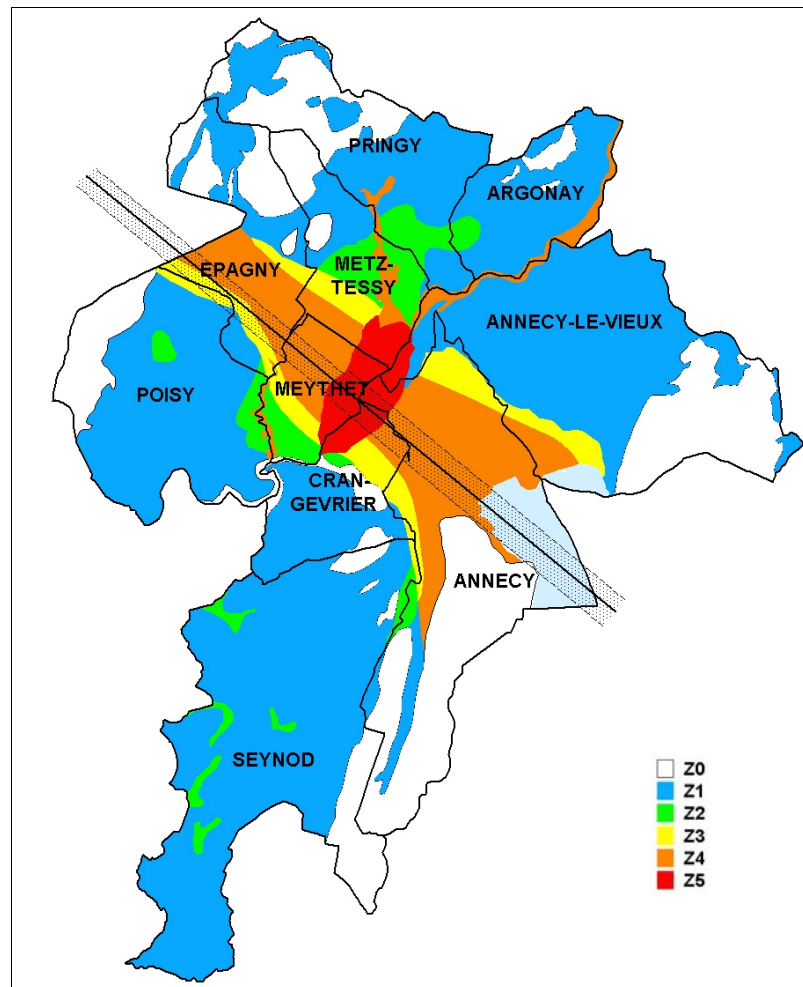 PRINGY
ARGONAY
EPAGNY
METZ-
TESSY
ANNECY-LE-VIEUX
POISY
MEYTHET
CRAN-
GEVRIER
ANNECY
SEYNOD
Z0
Z1
Z2
Z3
Z4
Z5